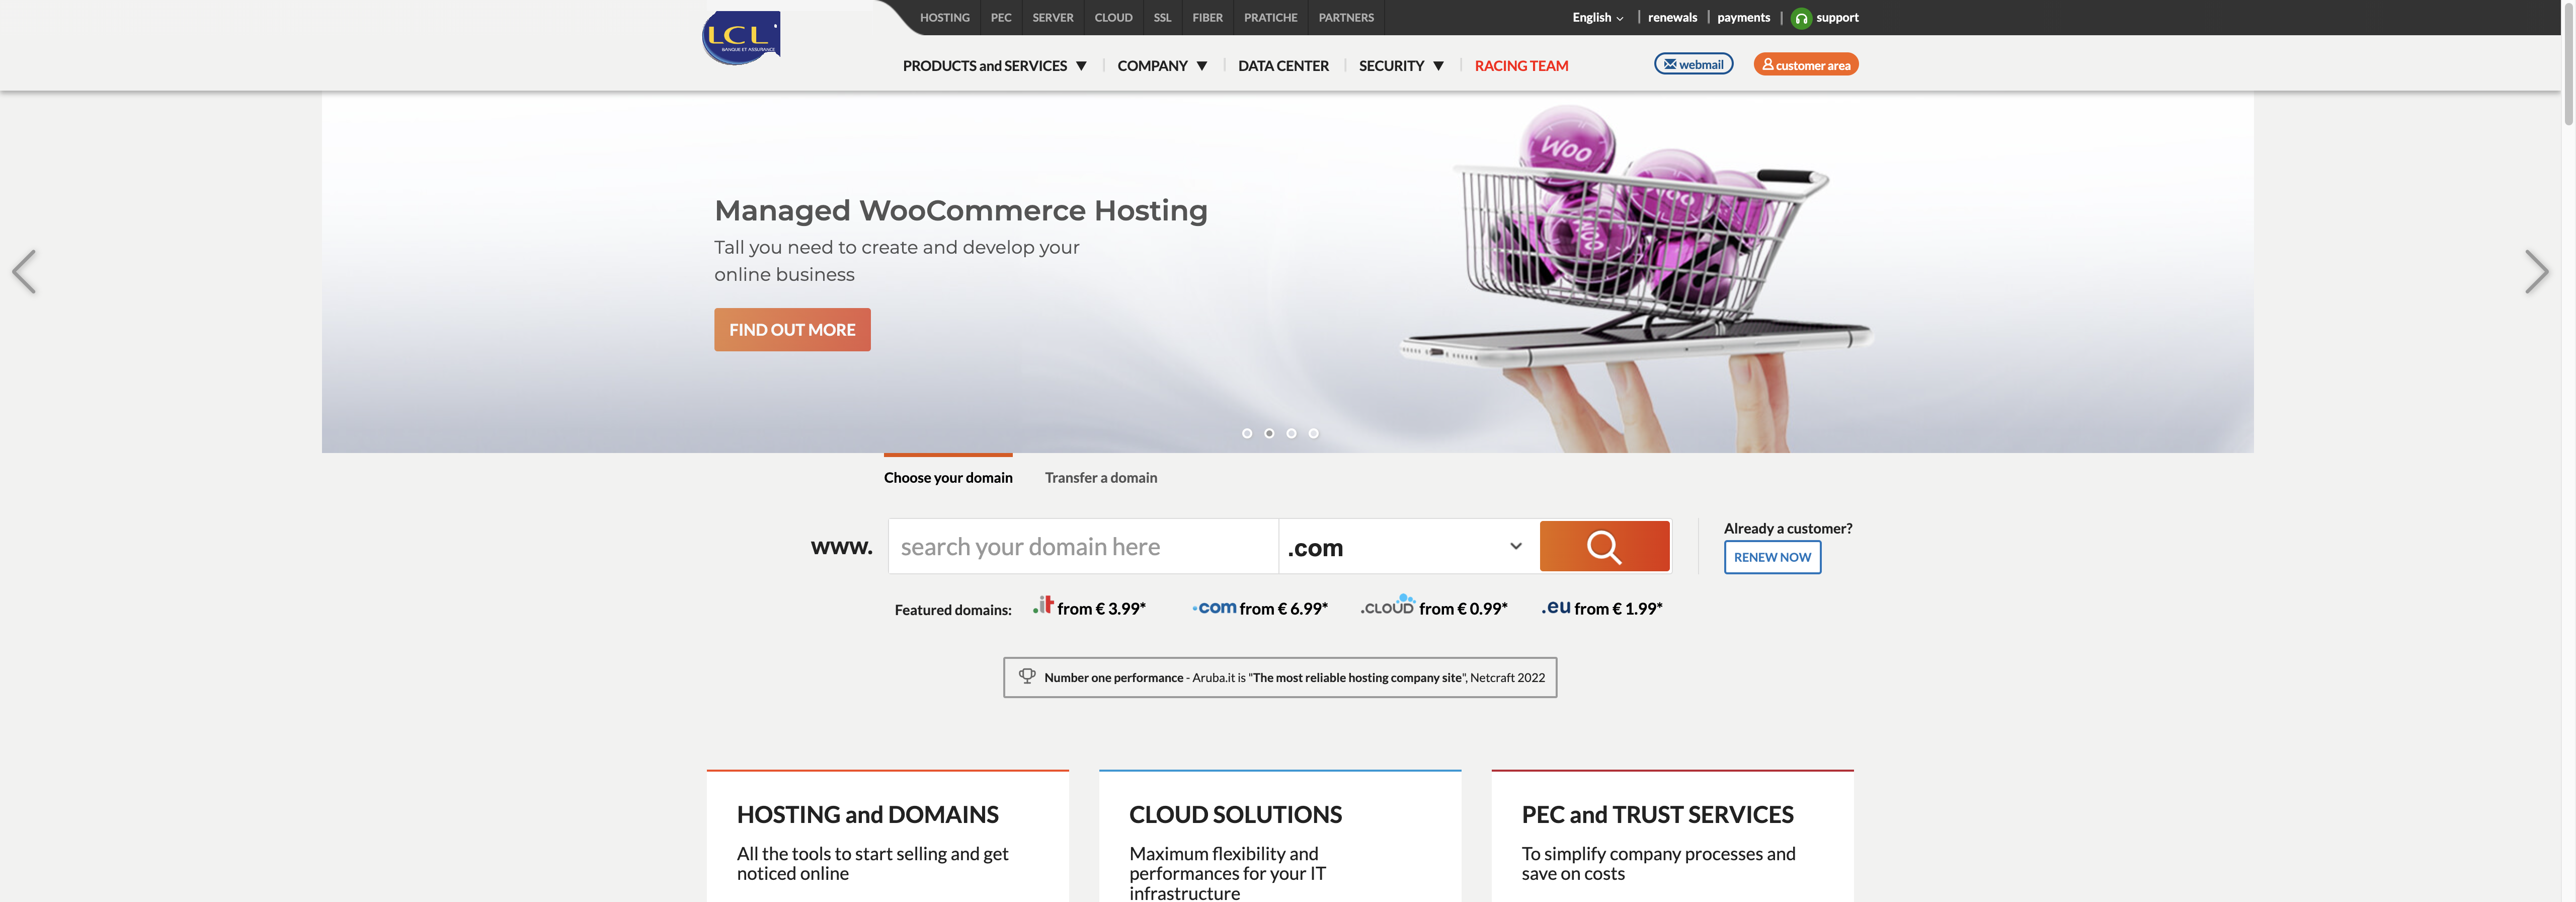 LCL
BANQUE ET ASSURANCE
HOSTING PEC SERVER CLOUD SSL FIBER PRATICHE PARTNERS
English renewals payments support
PRODUCTS and SERVICES ▼ COMPANY ▼ DATA CENTER SECURITY ▼ RACING TEAM
webmail customer area
Managed WooCommerce Hosting
Tall you need to create and develop your
online business
FIND OUT MORE
Woo
Choose your domain Transfer a domain
www. search your domain here .com
Already a customer?
RENEW NOW
Featured domains: .it from € 3.99* .com from € 6.99* .CLOUD from € 0.99* .eu from € 1.99*
Number one performance - Aruba.it is "The most reliable hosting company site", Netcraft 2022
HOSTING and DOMAINS
All the tools to start selling and get
noticed online
CLOUD SOLUTIONS
Maximum flexibility and
performances for your IT
infrastructure
PEC and TRUST SERVICES
To simplify company processes and
save on costs